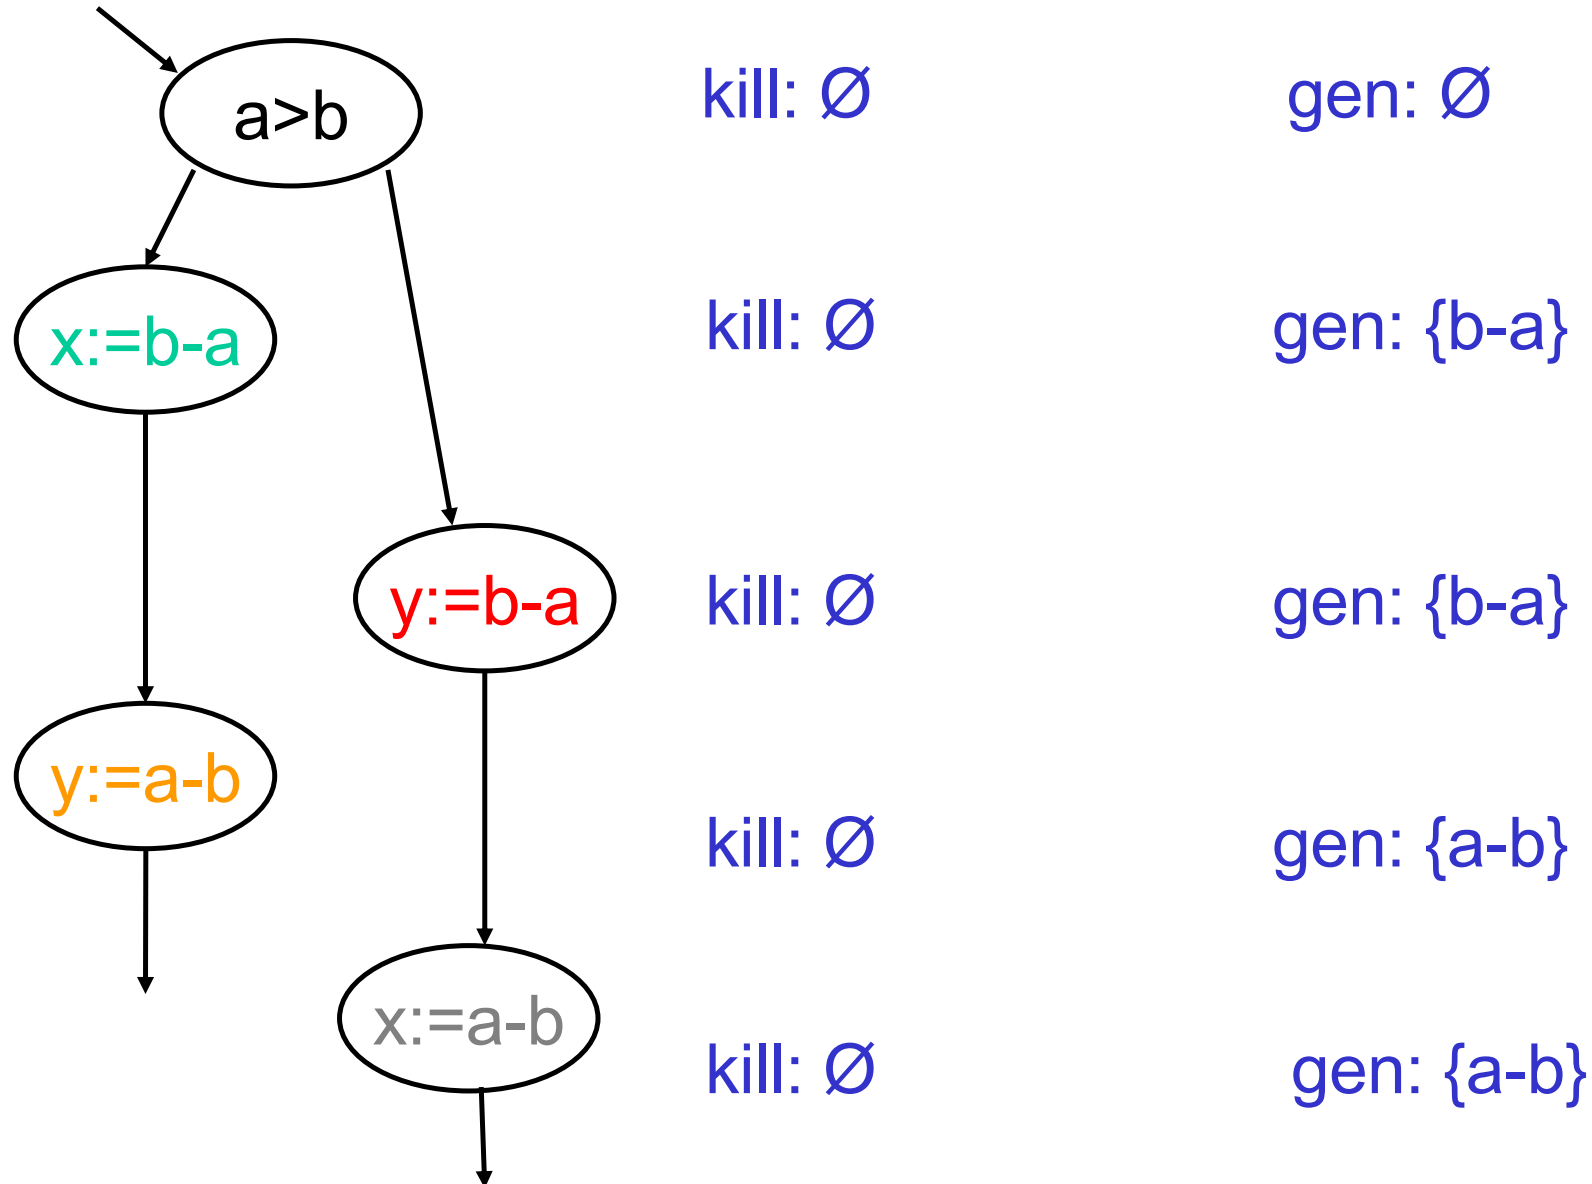 a>b kill: Ø gen: Ø
x:=b-a kill: Ø gen: {b-a}
y:=b-a kill: Ø gen: {b-a}
y:=a-b kill: Ø gen: {a-b}
x:=a-b kill: Ø gen: {a-b}